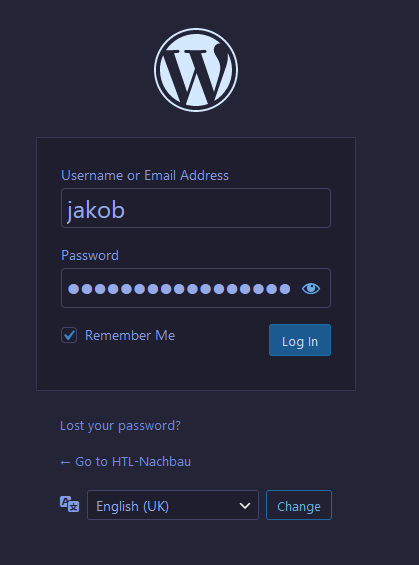 Username or Email Address
jakob
Password
●●●●●●●●●●●●●●●●●
Remember Me
Log In
Lost your password?
← Go to HTL-Nachbau
English (UK)
Change